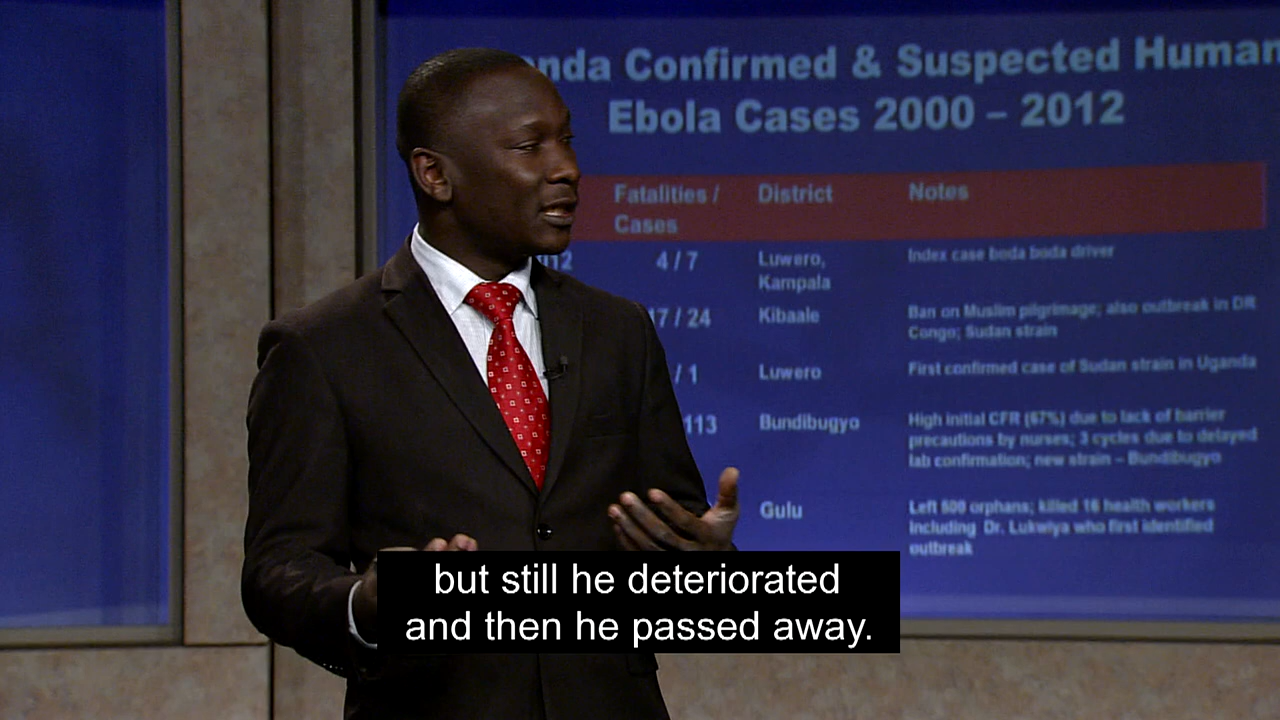 Confirmed & Suspected Human
Ebola Cases 2000 – 2012
Fatalities /
Cases
District
Notes
4 / 7
Luwero,
Kampala
Index case boda boda driver
/ 24
Kibaale
Ban on Muslim pilgrimage; also outbreak in DR
Congo; Sudan strain
/ 1
Luwero
First confirmed case of Sudan strain in Uganda
113
Bundibugyo
High initial CFR (67%) due to lack of barrier
precautions by nurses; 3 cycles due to delayed
lab confirmation; new strain – Bundibugyo
Gulu
Left 500 orphans; killed 16 health workers
including Dr. Lukwiya who first identified
outbreak
but still he deteriorated
and then he passed away.